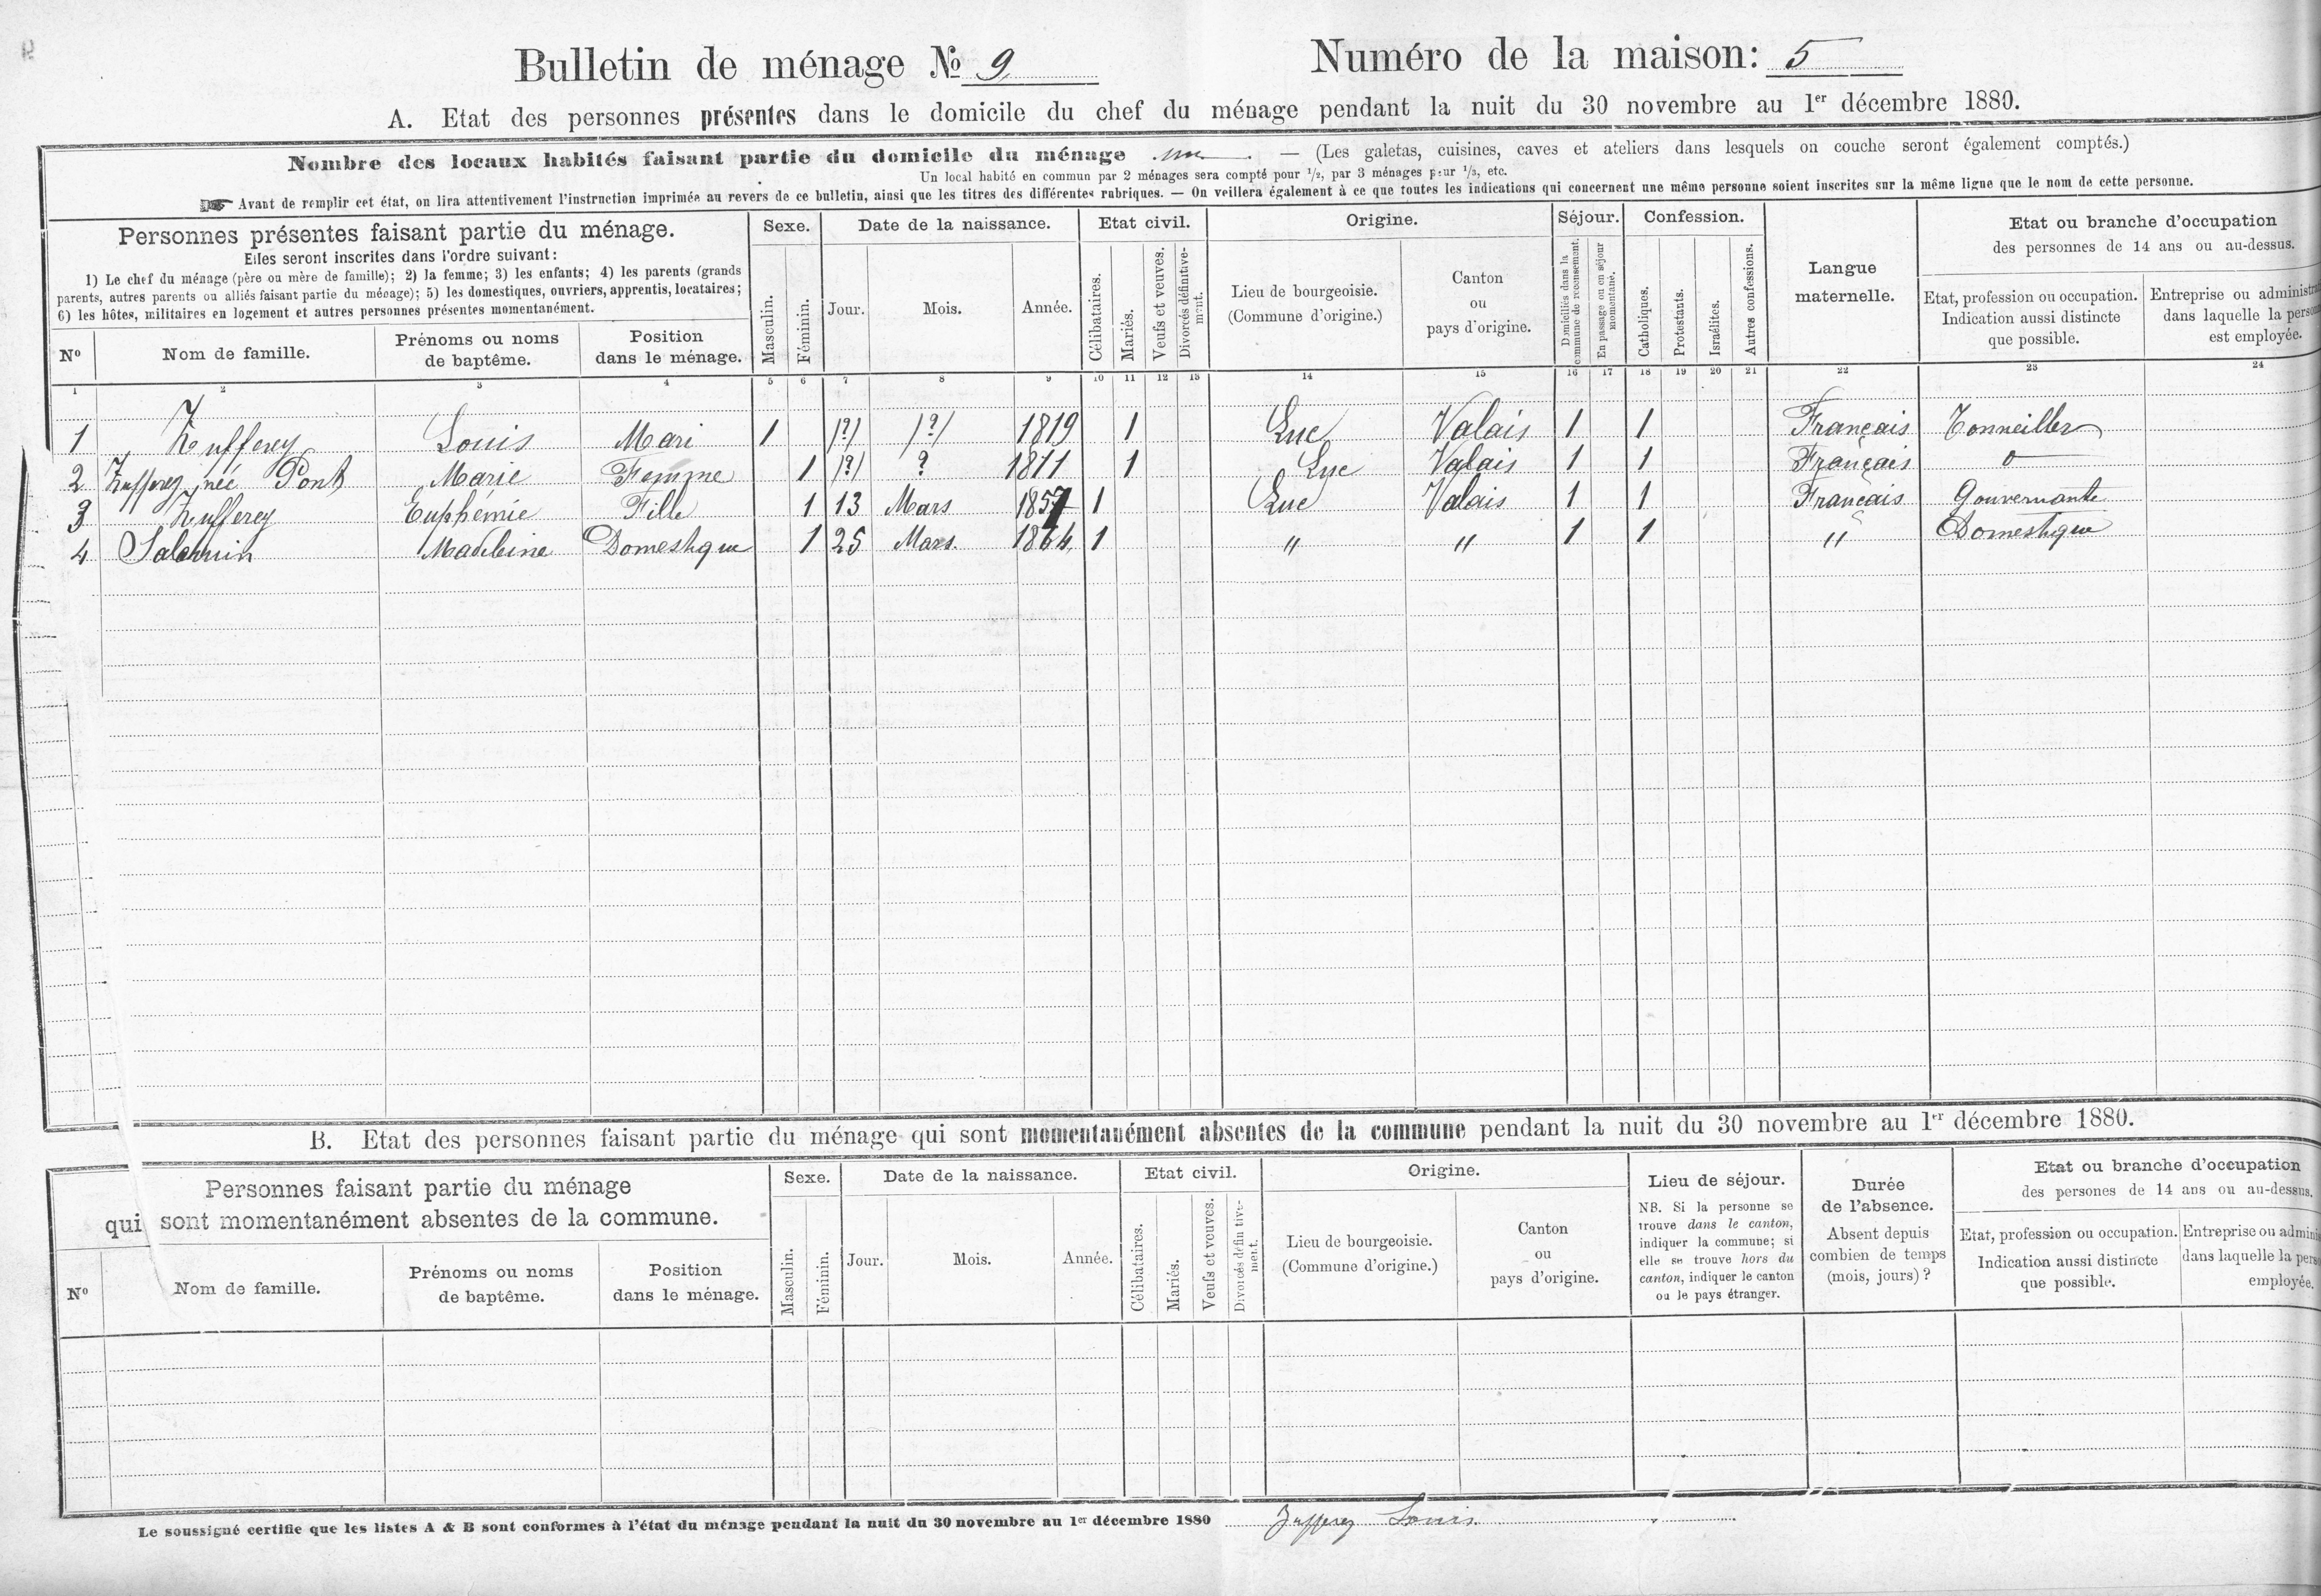 Bulletin de ménage № 9 Numéro de la maison: 5
A. Etat des personnes présentes dans le domicile du chef du ménage pendant la nuit du 30 novembre au 1er décembre 1880.
Nombre des locaux habités faisant partie du domicile du ménage une. — (Les galetas, cuisines, caves et ateliers dans lesquels on couche seront également comptés.)
Un local habité en commun par 2 ménages sera compté pour 1/2, par 3 ménages pour 1/3, etc.
☞ Avant de remplir cet état, on lira attentivement l'instruction imprimée au revers de ce bulletin, ainsi que les titres des différentes rubriques. — On veillera également à ce que toutes les indications qui concernent une même personne soient inscrites sur la même ligne que le nom de cette personne.
Personnes présentes faisant partie du ménage.
Elles seront inscrites dans l'ordre suivant:
1) Le chef du ménage (père ou mère de famille); 2) la femme; 3) les enfants; 4) les parents (grands
parents, autres parents ou alliés faisant partie du ménage); 5) les domestiques, ouvriers, apprentis, locataires;
6) les hôtes, militaires en logement et autres personnes présentes momentanément.
Nº
Nom de famille.
Prénoms ou noms
de baptême.
Position
dans le ménage.
Sexe.
Masculin.
Féminin.
Date de la naissance.
Jour.
Mois.
Année.
Etat civil.
Célibataires.
Mariés.
Veufs et veuves.
Divorcés définitive-
ment.
Origine.
Lieu de bourgeoisie.
(Commune d'origine.)
Canton
ou
pays d'origine.
Séjour.
Domiciliés dans la
commune de recensement.
En passage ou en séjour
momentané.
Confession.
Catholiques.
Protestants.
Israélites.
Autres confessions.
Langue
maternelle.
Etat ou branche d'occupation
des personnes de 14 ans ou au-dessus.
Etat, profession ou occupation.
Indication aussi distincte
que possible.
Entreprise ou administra
dans laquelle la person
est employée.
1 2 3 4 5 6 7 8 9 10 11 12 13 14 15 16 17 18 19 20 21 22 23 24
1 Zufferey Louis Mari 1 1?1 1?1 1819 1 Luc Valais 1 1 Français Tonneiller
2 Zufferey née Pont Marie Femme 1 1?1 ? 1811 1 Luc Valais 1 1 Français o
3 Zufferey Euphémie Fille 1 13 Mars 1857 1 Luc Valais 1 1 Français Gouvernante
4 Salamin Madeleine Domestique 1 25 Mars. 1864 1 " " 1 1 " Domestique
B. Etat des personnes faisant partie du ménage qui sont momentanément absentes de la commune pendant la nuit du 30 novembre au 1er décembre 1880.
Personnes faisant partie du ménage
qui sont momentanément absentes de la commune.
Nº
Nom de famille.
Prénoms ou noms
de baptême.
Position
dans le ménage.
Sexe.
Masculin.
Féminin.
Date de la naissance.
Jour.
Mois.
Année.
Etat civil.
Célibataires.
Mariés.
Veufs et veuves.
Divorcés définitive-
ment.
Origine.
Lieu de bourgeoisie.
(Commune d'origine.)
Canton
ou
pays d'origine.
Lieu de séjour.
NB. Si la personne se
trouve dans le canton,
indiquer la commune; si
elle se trouve hors du
canton, indiquer le canton
ou le pays étranger.
Durée
de l'absence.
Absent depuis
combien de temps
(mois, jours)?
Etat ou branche d'occupation
des persones de 14 ans ou au-dessus.
Etat, profession ou occupation.
Indication aussi distincte
que possible.
Entreprise ou adminis
dans laquelle la perso
employée.
Le soussigné certifie que les listes A & B sont conformes à l'état du ménage pendant la nuit du 30 novembre au 1er décembre 1880 Zufferey Louis.